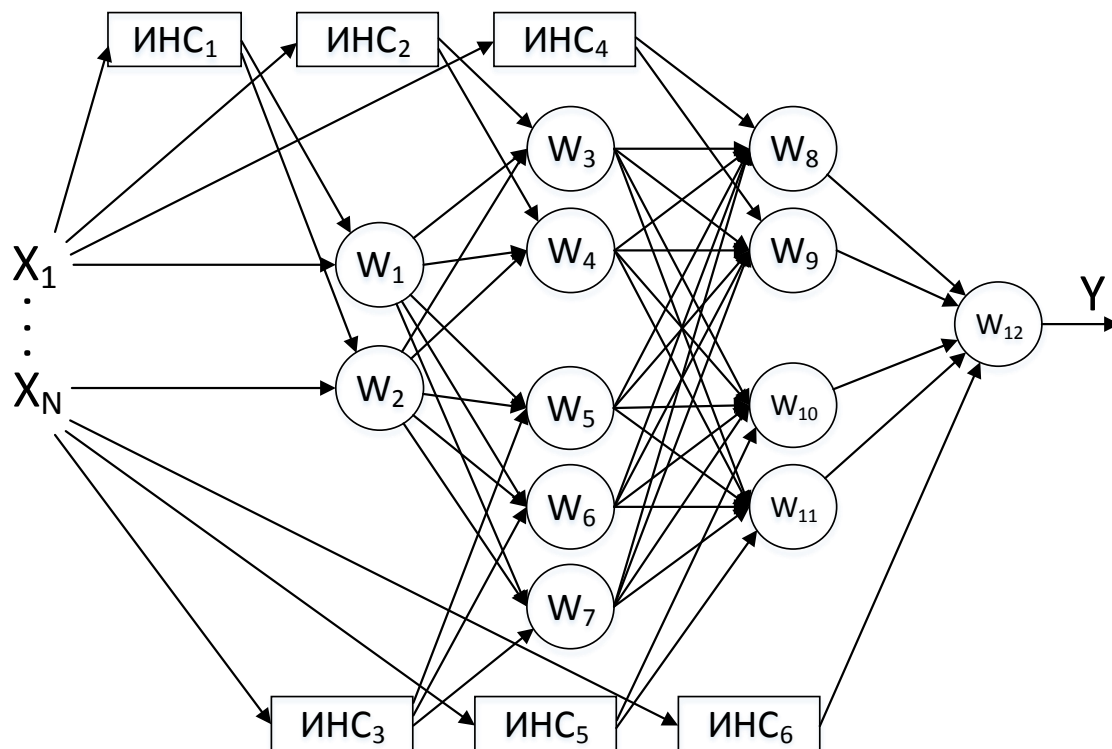 ИНС₁ ИНС₂ ИНС₄
W₃ W₈
X₁ W₁ W₄ W₉
Y
W₁₂
X_N W₂ W₅ W₁₀
W₆ W₁₁
W₇
ИНС₃ ИНС₅ ИНС₆